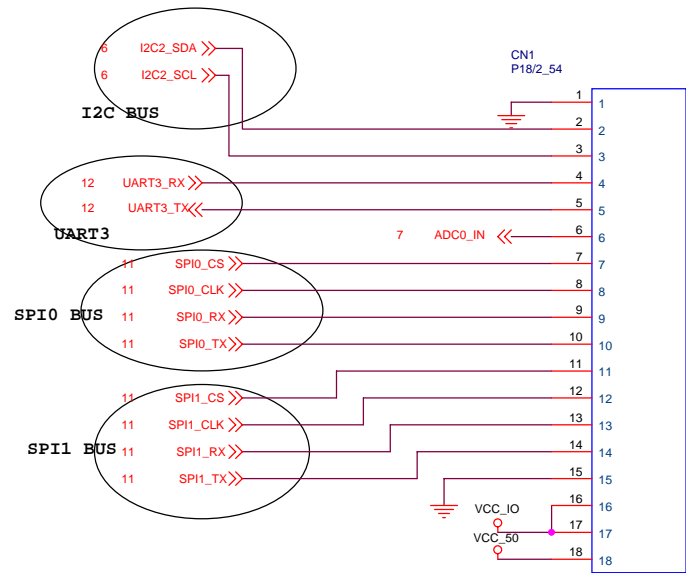 CN1
P18/2_54
6 I2C2_SDA
6 I2C2_SCL
I2C BUS
1 1
2 2
3 3
12 UART3_RX 4 4
12 UART3_TX 5 5
UART3
7 ADC0_IN 6 6
11 SPI0_CS 7 7
11 SPI0_CLK 8 8
SPI0 BUS 11 SPI0_RX 9 9
11 SPI0_TX 10 10
11 11
11 SPI1_CS 12 12
11 SPI1_CLK 13 13
SPI1 BUS 11 SPI1_RX 14 14
11 SPI1_TX 15 15
VCC_IO 16 16
17 17
VCC_50 18 18